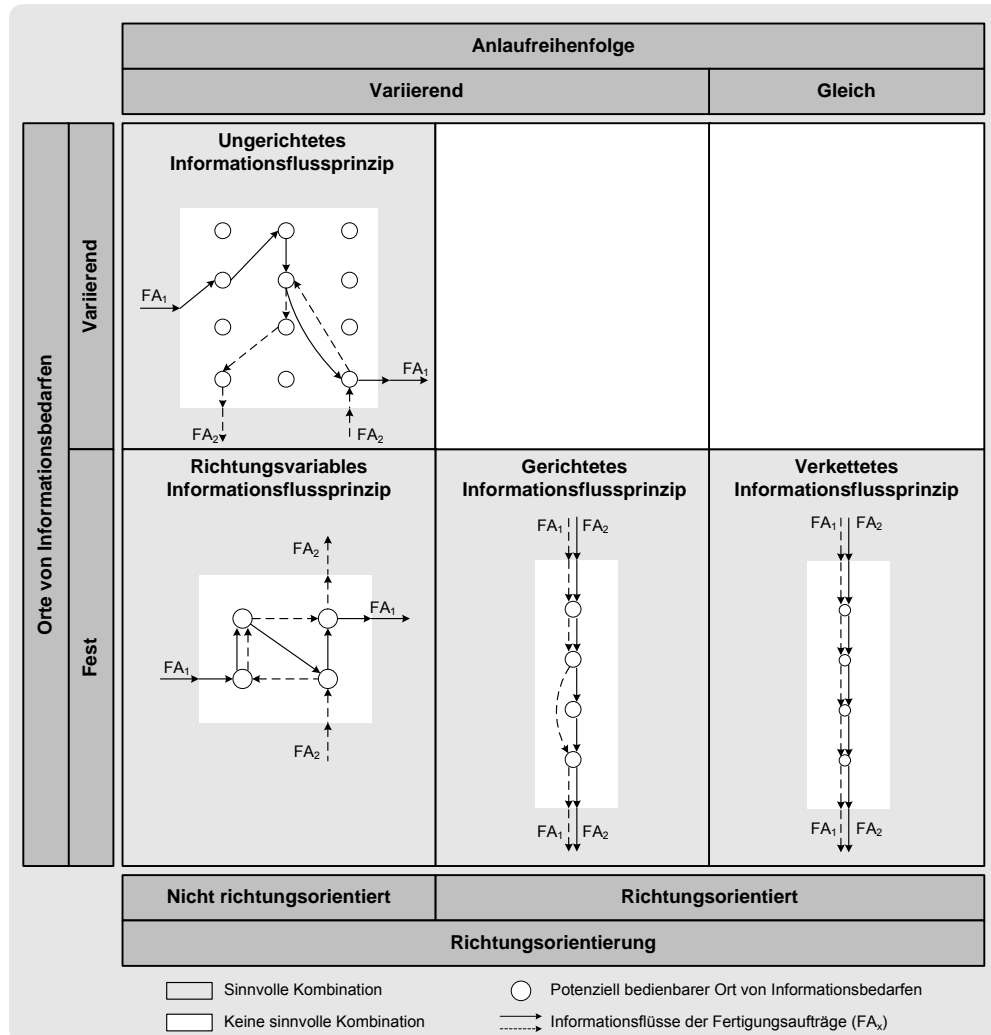 Anlaufreihenfolge
Variierend
Gleich
Orte von Informationsbedarfen
Variierend
Fest
Ungerichtetes
Informationsflussprinzip
FA₁
FA₁
FA₂
FA₂
Richtungsvariables
Informationsflussprinzip
FA₂
FA₁
FA₁
FA₂
Gerichtetes
Informationsflussprinzip
FA₁
FA₂
FA₁
FA₂
Verkettetes
Informationsflussprinzip
FA₁
FA₂
FA₁
FA₂
Nicht richtungsorientiert
Richtungsorientiert
Richtungsorientierung
Sinnvolle Kombination
Potenziell bedienbarer Ort von Informationsbedarfen
Keine sinnvolle Kombination
Informationsflüsse der Fertigungsaufträge (FAₓ)